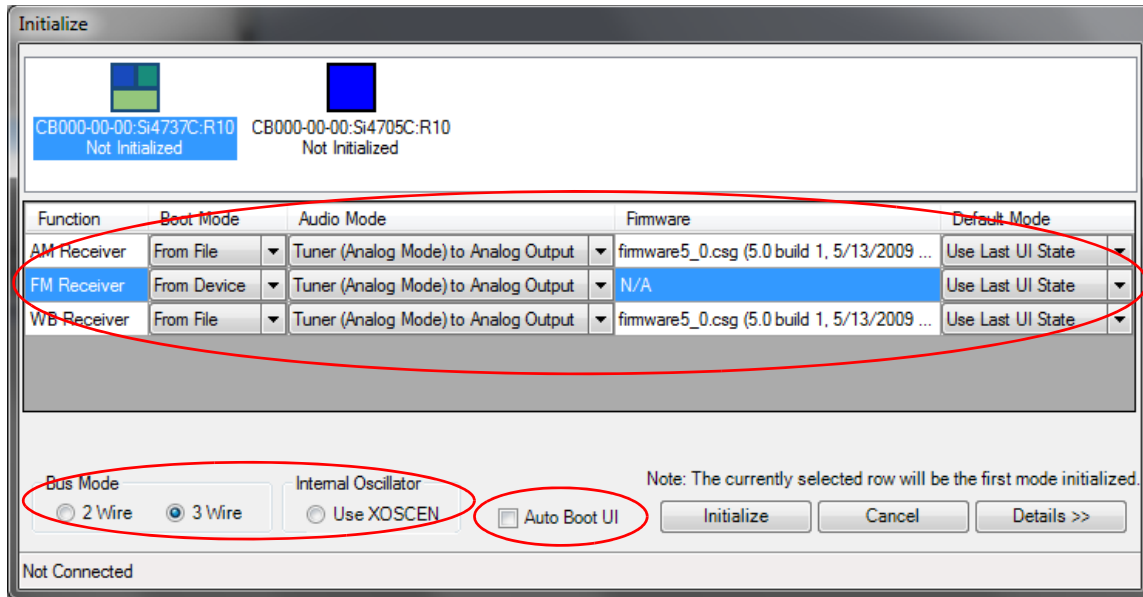 Initialize
CB000-00-00:Si4737C:R10 CB000-00-00:Si4705C:R10
Not Initialized Not Initialized
Function Boot Mode Audio Mode Firmware Default Mode
AM Receiver From File Tuner (Analog Mode) to Analog Output firmware5_0.csg (5.0 build 1, 5/13/2009 ... Use Last UI State
FM Receiver From Device Tuner (Analog Mode) to Analog Output N/A Use Last UI State
WB Receiver From File Tuner (Analog Mode) to Analog Output firmware5_0.csg (5.0 build 1, 5/13/2009 ... Use Last UI State
Bus Mode Internal Oscillator Note: The currently selected row will be the first mode initialized.
2 Wire 3 Wire Use XOSCEN Auto Boot UI Initialize Cancel Details >>
Not Connected